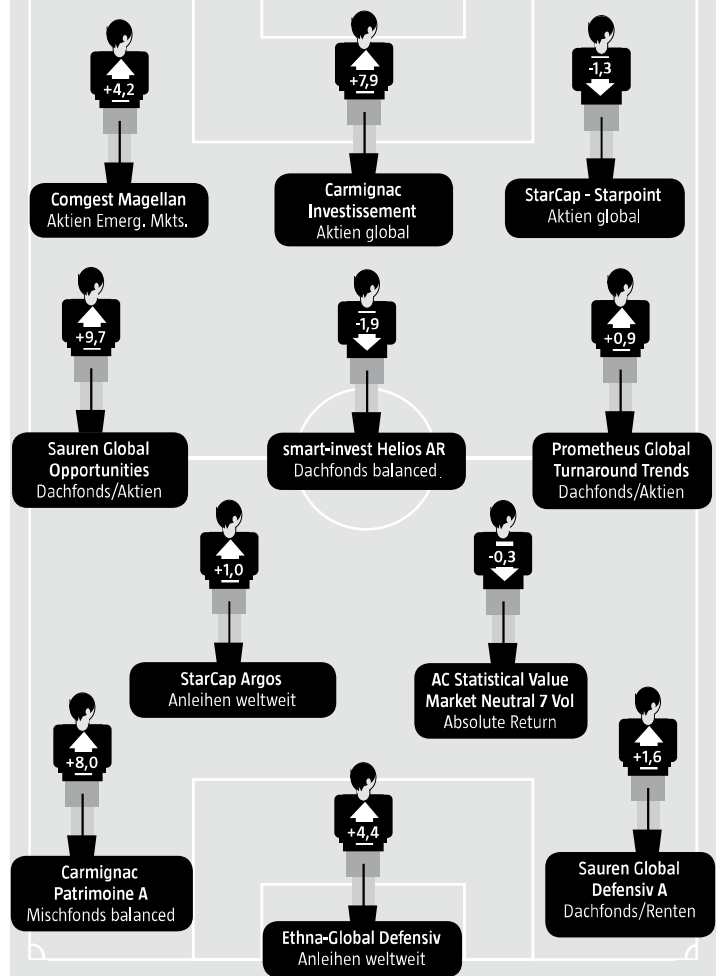 +4,2
+7,9
-1,3
Comgest Magellan
Aktien Emerg. Mkts.
Carmignac
Investissement
Aktien global
StarCap - Starpoint
Aktien global
+9,7
-1,9
+0,9
Sauren Global
Opportunities
Dachfonds/Aktien
smart-invest Helios AR
Dachfonds balanced
Prometheus Global
Turnaround Trends
Dachfonds/Aktien
+1,0
-0,3
StarCap Argos
Anleihen weltweit
AC Statistical Value
Market Neutral 7 Vol
Absolute Return
+8,0
+4,4
+1,6
Carmignac
Patrimoine A
Mischfonds balanced
Ethna-Global Defensiv
Anleihen weltweit
Sauren Global
Defensiv A
Dachfonds/Renten